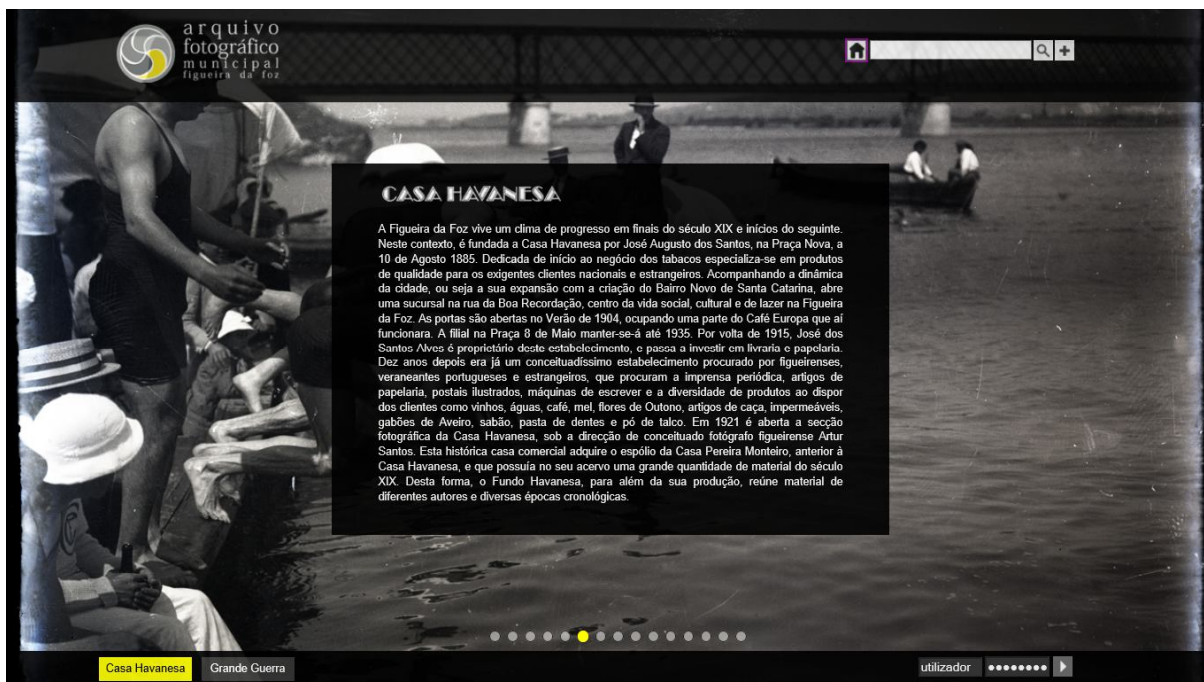 arquivo
fotográfico
municipal
figueira da foz
CASA HAVANESA
A Figueira da Foz vive um clima de progresso em finais do século XIX e inícios do seguinte.
Neste contexto, é fundada a Casa Havanesa por José Augusto dos Santos, na Praça Nova, a
10 de Agosto 1885. Dedicada de início ao negócio dos tabacos especializa-se em produtos
de qualidade para os exigentes clientes nacionais e estrangeiros. Acompanhando a dinâmica
da cidade, ou seja a sua expansão com a criação do Bairro Novo de Santa Catarina, abre
uma sucursal na rua da Boa Recordação, centro da vida social, cultural e de lazer na Figueira
da Foz. As portas são abertas no Verão de 1904, ocupando uma parte do Café Europa que aí
funcionara. A filial na Praça 8 de Maio manter-se-á até 1935. Por volta de 1915, José dos
Santos Alves é proprietário deste estabelecimento, e passa a investir em livraria e papelaria.
Dez anos depois era já um conceituadíssimo estabelecimento procurado por figueirenses,
veraneantes portugueses e estrangeiros, que procuram a imprensa periódica, artigos de
papelaria, postais ilustrados, máquinas de escrever e a diversidade de produtos ao dispor
dos clientes como vinhos, águas, café, mel, flores de Outono, artigos de caça, impermeáveis,
gabões de Aveiro, sabão, pasta de dentes e pó de talco. Em 1921 é aberta a secção
fotográfica da Casa Havanesa, sob a direcção de conceituado fotógrafo figueirense Artur
Santos. Esta histórica casa comercial adquire o espólio da Casa Pereira Monteiro, anterior à
Casa Havanesa, e que possuía no seu acervo uma grande quantidade de material do século
XIX. Desta forma, o Fundo Havanesa, para além da sua produção, reúne material de
diferentes autores e diversas épocas cronológicas.
Casa Havanesa
Grande Guerra
utilizador